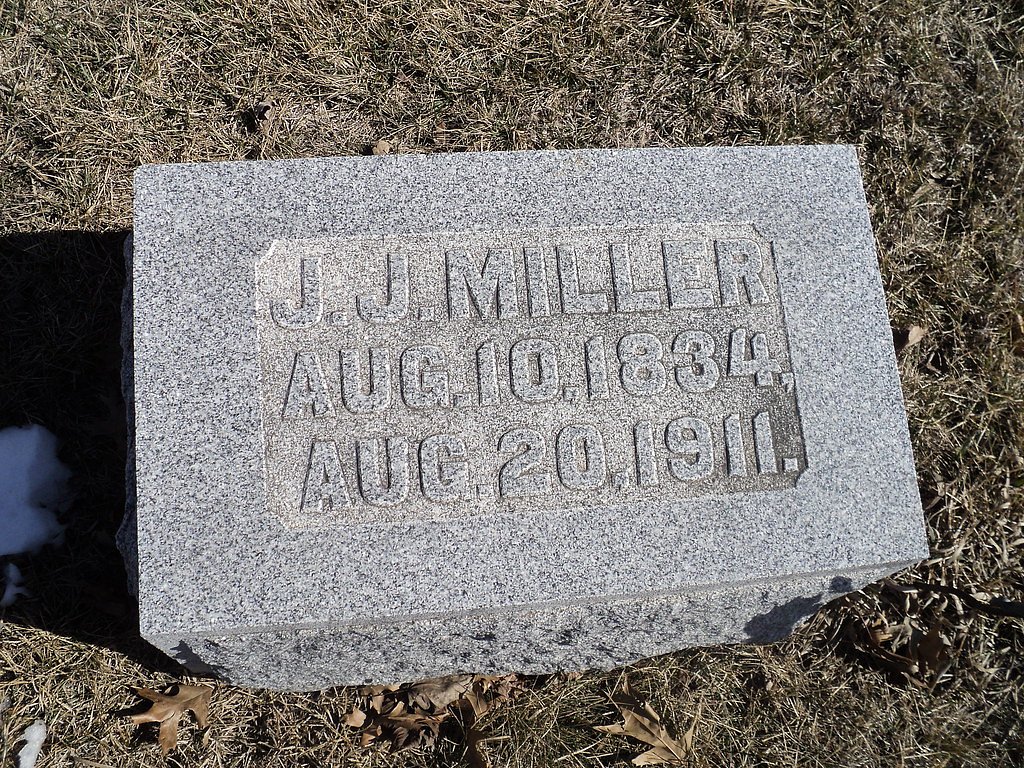 J. J. MILLER
AUG. 10, 1834,
AUG. 20, 1911.